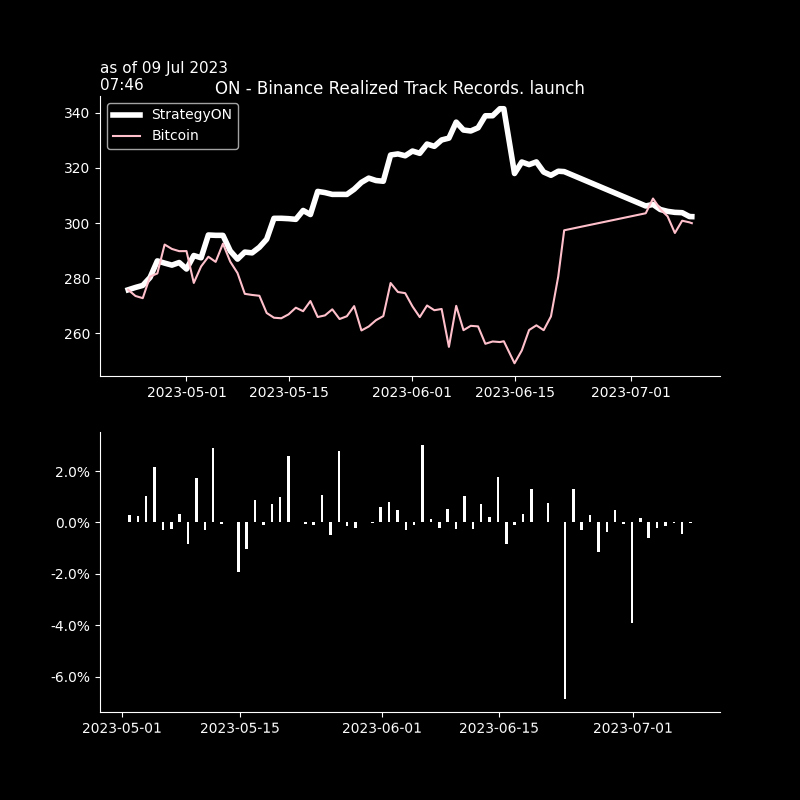 as of 09 Jul 2023
07:46
ON - Binance Realized Track Records. launch
StrategyON
Bitcoin
340
320
300
280
260
2023-05-01 2023-05-15 2023-06-01 2023-06-15 2023-07-01
2.0%
0.0%
-2.0%
-4.0%
-6.0%
2023-05-01 2023-05-15 2023-06-01 2023-06-15 2023-07-01